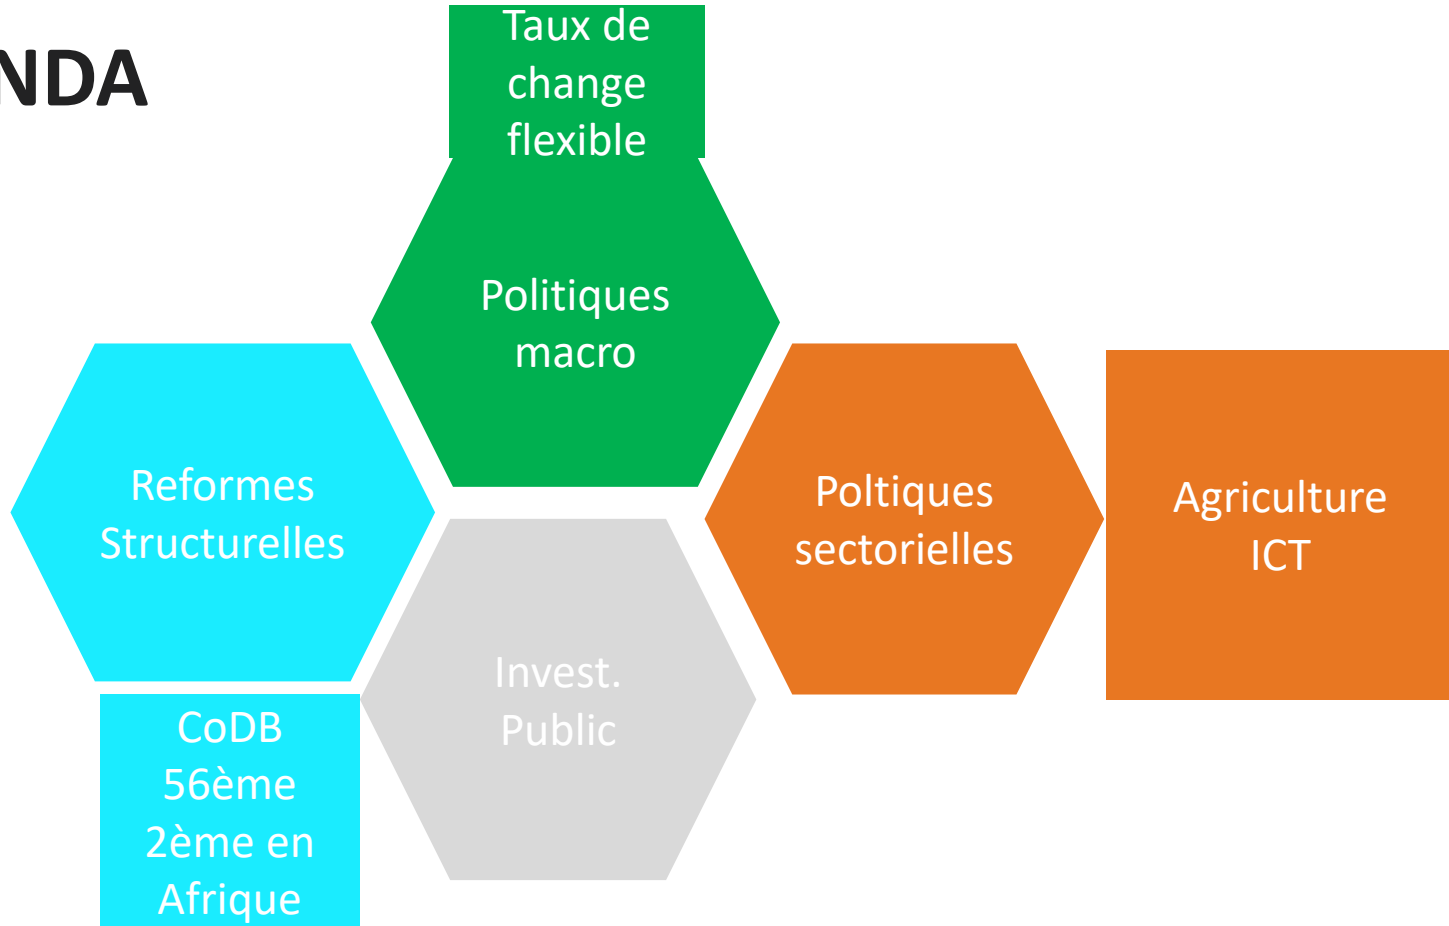 NDA
Taux de
change
flexible
Politiques
macro
Reformes
Structurelles
Poltiques
sectorielles
Agriculture
ICT
Invest.
Public
CoDB
56ème
2ème en
Afrique